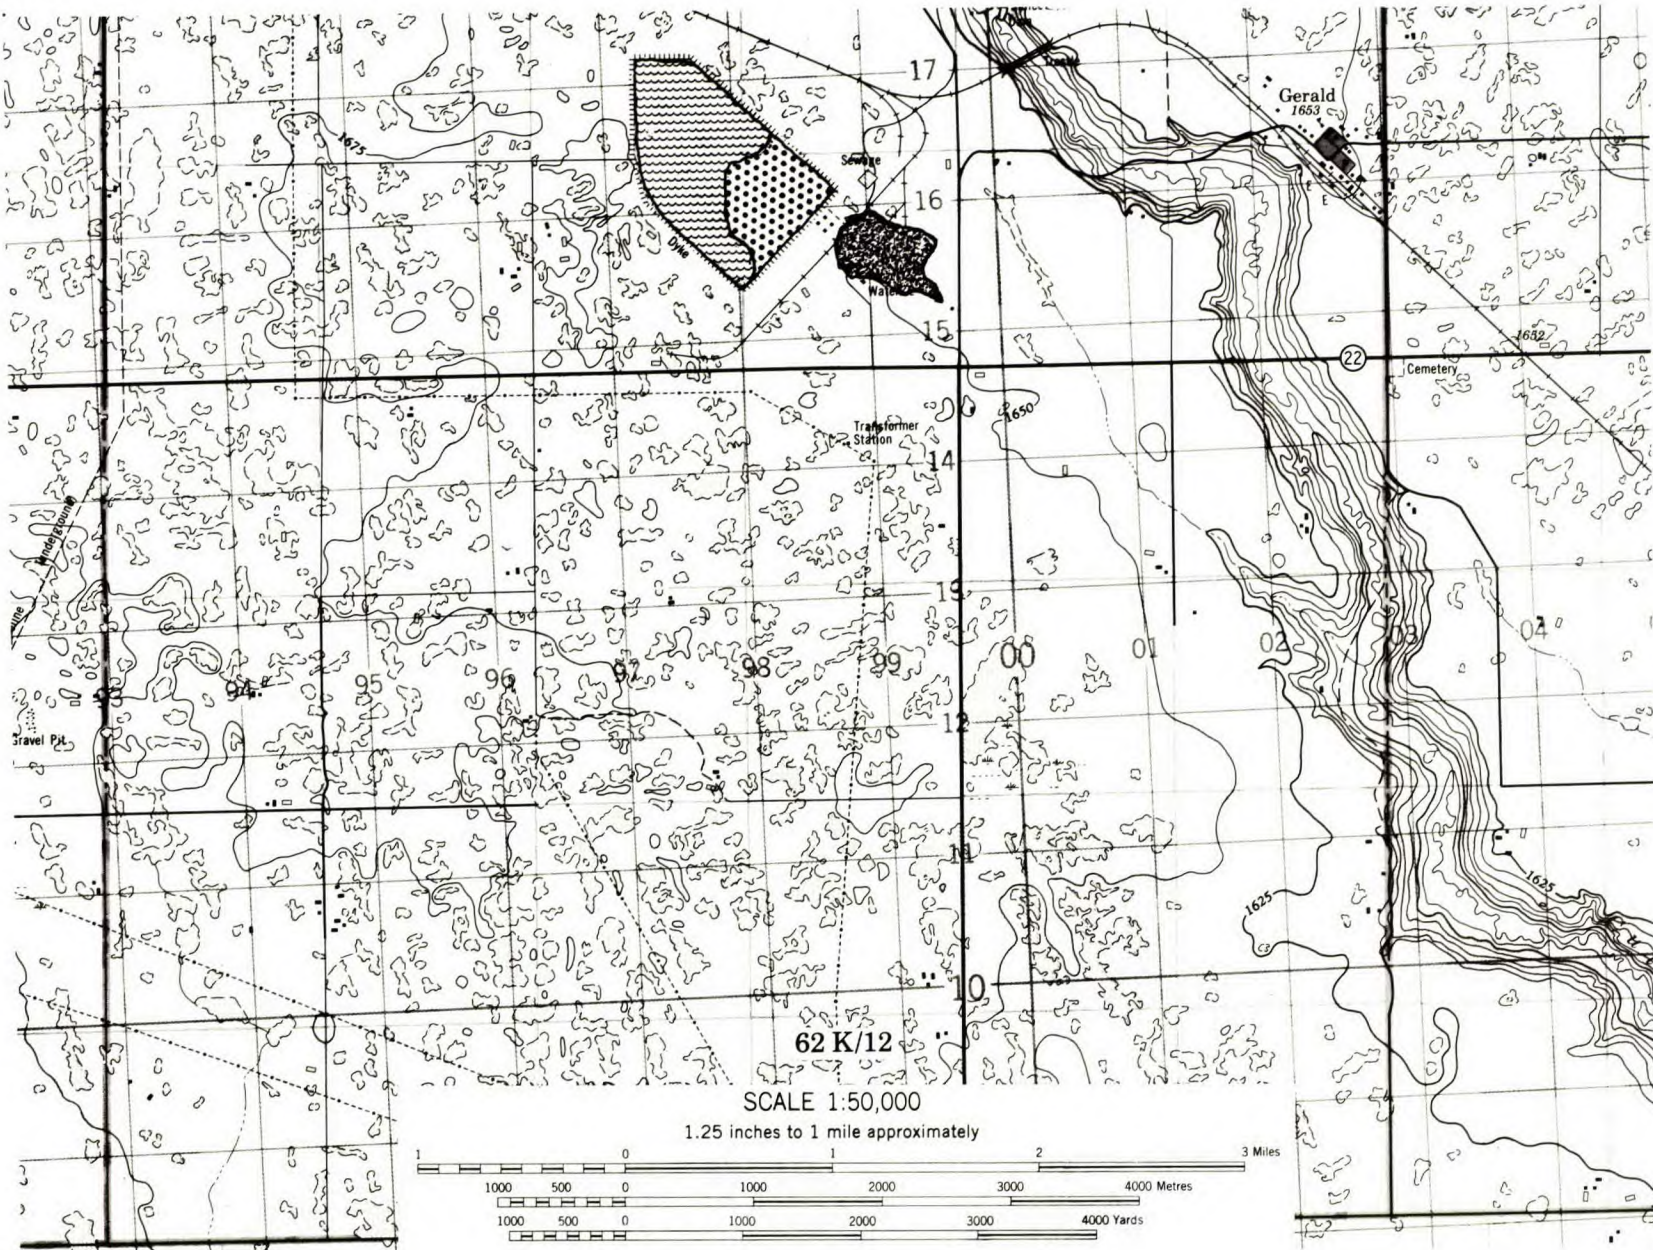 Dam
Trestle
17
Gerald
1653
1675
Sewage
16
E
E
Dyke
Water
15
1652
22
Cemetery
1650
Transformer
Station
14
Underground
13
93
94
95
96
97
98
99
00
01
02
03
04
12
Gravel Pit
11
1625
1625
10
R
62 K/12
SCALE 1:50,000
1.25 inches to 1 mile approximately
1 0 1 2 3 Miles
1000 500 0 1000 2000 3000 4000 Metres
1000 500 0 1000 2000 3000 4000 Yards